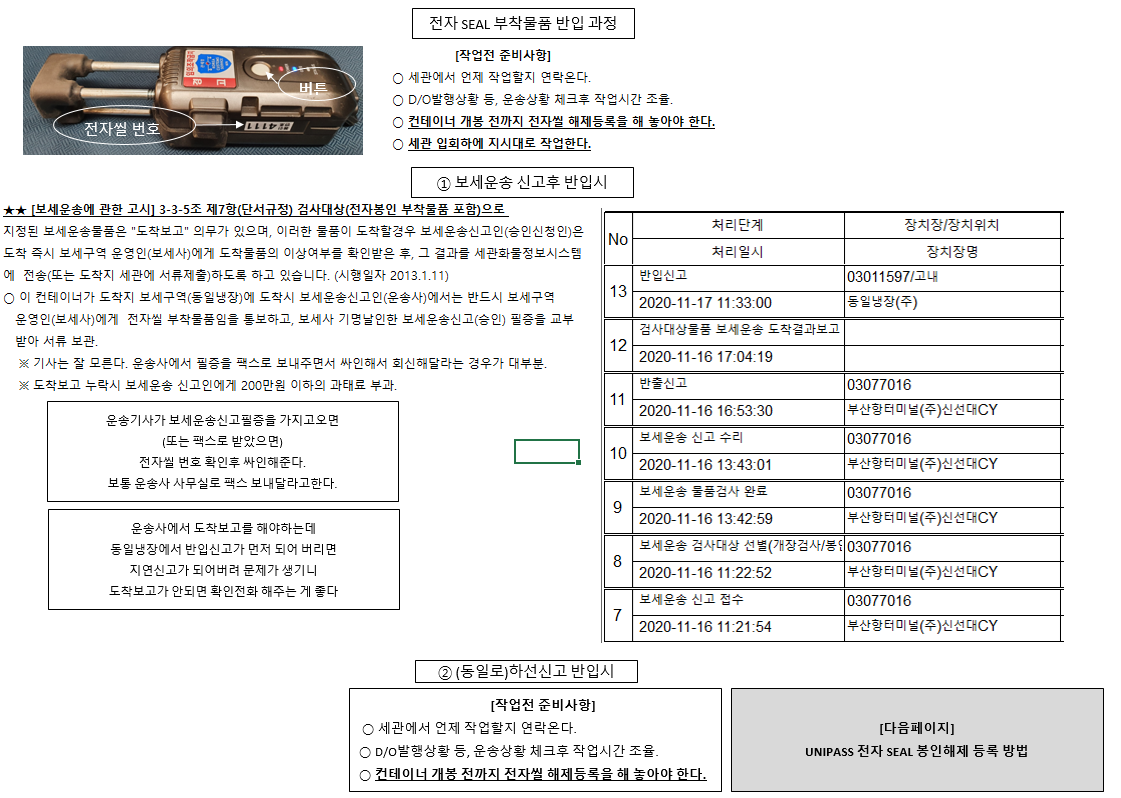 전자 SEAL 부착물품 반입 과정
버튼
전자씰 번호
4111
[작업전 준비사항]
○ 세관에서 언제 작업할지 연락온다.
○ D/O발행상황 등, 운송상황 체크후 작업시간 조율.
○ 컨테이너 개봉 전까지 전자씰 해제등록을 해 놓아야 한다.
○ 세관 입회하에 지시대로 작업한다.
① 보세운송 신고후 반입시
★★ [보세운송에 관한 고시] 3-3-5조 제7항(단서규정) 검사대상(전자봉인 부착물품 포함)으로
지정된 보세운송물품은 "도착보고" 의무가 있으며, 이러한 물품이 도착할경우 보세운송신고인(승인신청인)은
도착 즉시 보세구역 운영인(보세사)에게 도착물품의 이상여부를 확인받은 후, 그 결과를 세관화물정보시스템
에 전송(또는 도착지 세관에 서류제출)하도록 하고 있습니다. (시행일자 2013.1.11)
○ 이 컨테이너가 도착지 보세구역(동일냉장)에 도착시 보세운송신고인(운송사)에서는 반드시 보세구역
운영인(보세사)에게 전자씰 부착물품임을 통보하고, 보세사 기명날인한 보세운송신고(승인) 필증을 교부
받아 서류 보관.
※ 기사는 잘 모른다. 운송사에서 필증을 팩스로 보내주면서 싸인해서 회신해달라는 경우가 대부분.
※ 도착보고 누락시 보세운송 신고인에게 200만원 이하의 과태료 부과.
운송기사가 보세운송신고필증을 가지고오면
(또는 팩스로 받았으면)
전자씰 번호 확인후 싸인해준다.
보통 운송사 사무실로 팩스 보내달라고한다.
운송사에서 도착보고를 해야하는데
동일냉장에서 반입신고가 먼저 되어 버리면
지연신고가 되어버려 문제가 생기니
도착보고가 안되면 확인전화 해주는 게 좋다
No 처리단계 장치장/장치위치
처리일시 장치장명
13 반입신고 03011597/고내
2020-11-17 11:33:00 동일냉장(주)
12 검사대상물품 보세운송 도착결과보고
2020-11-16 17:04:19
11 반출신고 03077016
2020-11-16 16:53:30 부산항터미널(주)신선대CY
10 보세운송 신고 수리 03077016
2020-11-16 13:43:01 부산항터미널(주)신선대CY
9 보세운송 물품검사 완료 03077016
2020-11-16 13:42:59 부산항터미널(주)신선대CY
8 보세운송 검사대상 선별(개장검사/봉인 03077016
2020-11-16 11:22:52 부산항터미널(주)신선대CY
7 보세운송 신고 접수 03077016
2020-11-16 11:21:54 부산항터미널(주)신선대CY
② (동일로)하선신고 반입시
[작업전 준비사항]
○ 세관에서 언제 작업할지 연락온다.
○ D/O발행상황 등, 운송상황 체크후 작업시간 조율.
○ 컨테이너 개봉 전까지 전자씰 해제등록을 해 놓아야 한다.
[다음페이지]
UNIPASS 전자 SEAL 봉인해제 등록 방법